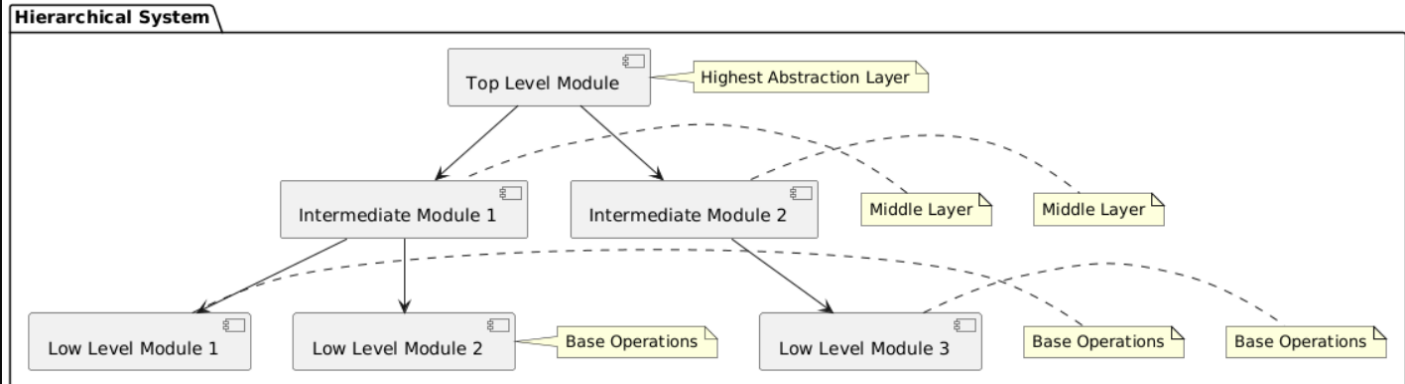 Hierarchical System
Top Level Module
Highest Abstraction Layer
Intermediate Module 1
Intermediate Module 2
Middle Layer
Middle Layer
Low Level Module 1
Low Level Module 2
Base Operations
Low Level Module 3
Base Operations
Base Operations